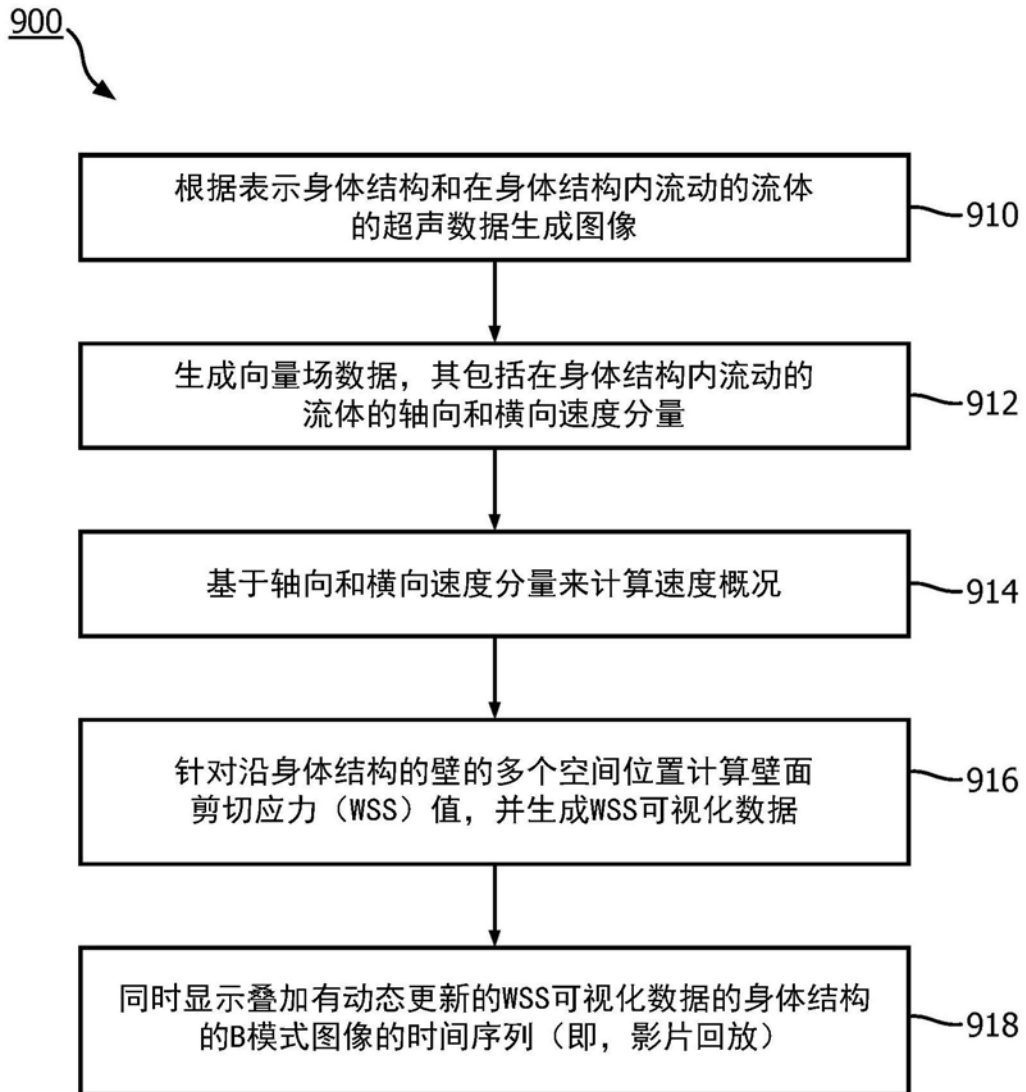 900
根据表示身体结构和在身体结构内流动的流体
的超声数据生成图像
910
生成向量场数据，其包括在身体结构内流动的
流体的轴向和横向速度分量
912
基于轴向和横向速度分量来计算速度概况
914
针对沿身体结构的壁的多个空间位置计算壁面
剪切应力（WSS）值，并生成WSS可视化数据
916
同时显示叠加有动态更新的WSS可视化数据的身体结构
的B模式图像的时间序列（即，影片回放）
918